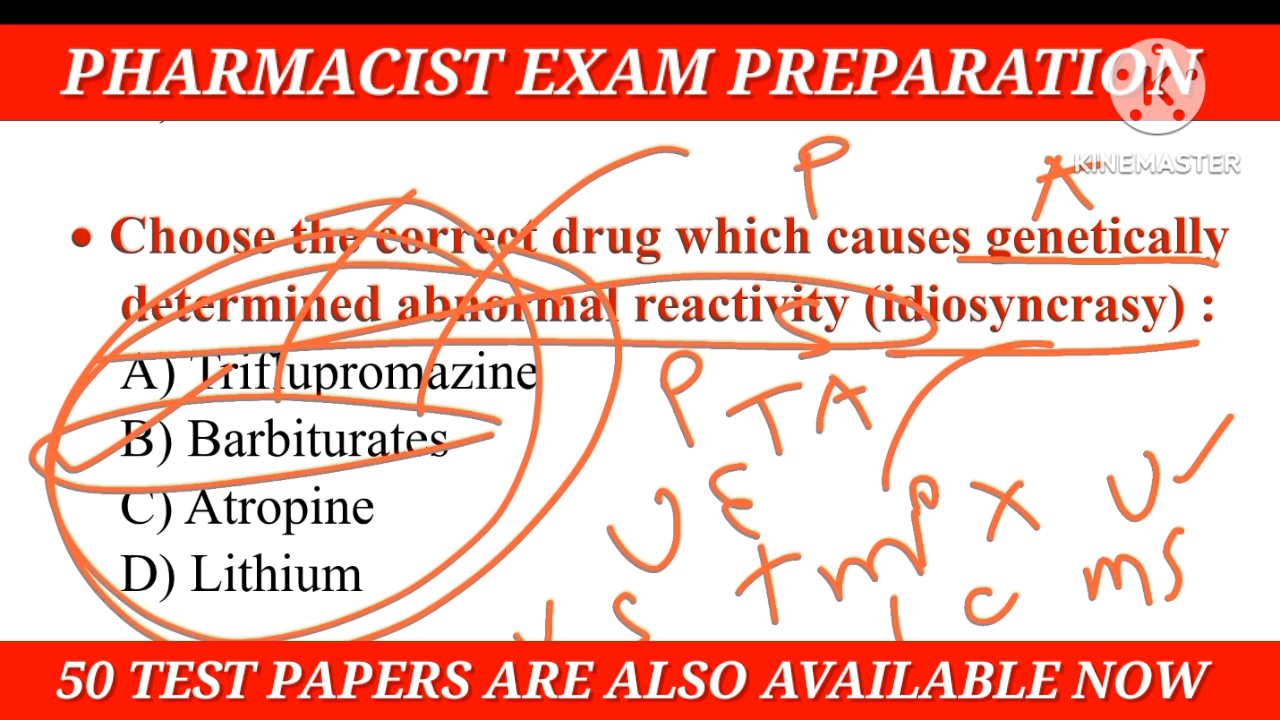 PHARMACIST EXAM PREPARATION
KINEMASTER
P A
• Choose the correct drug which causes genetically
determined abnormal reactivity (idiosyncrasy) :
A) Triflupromazine
P T A
B) Barbiturates
C) Atropine
D) Lithium
50 TEST PAPERS ARE ALSO AVAILABLE NOW